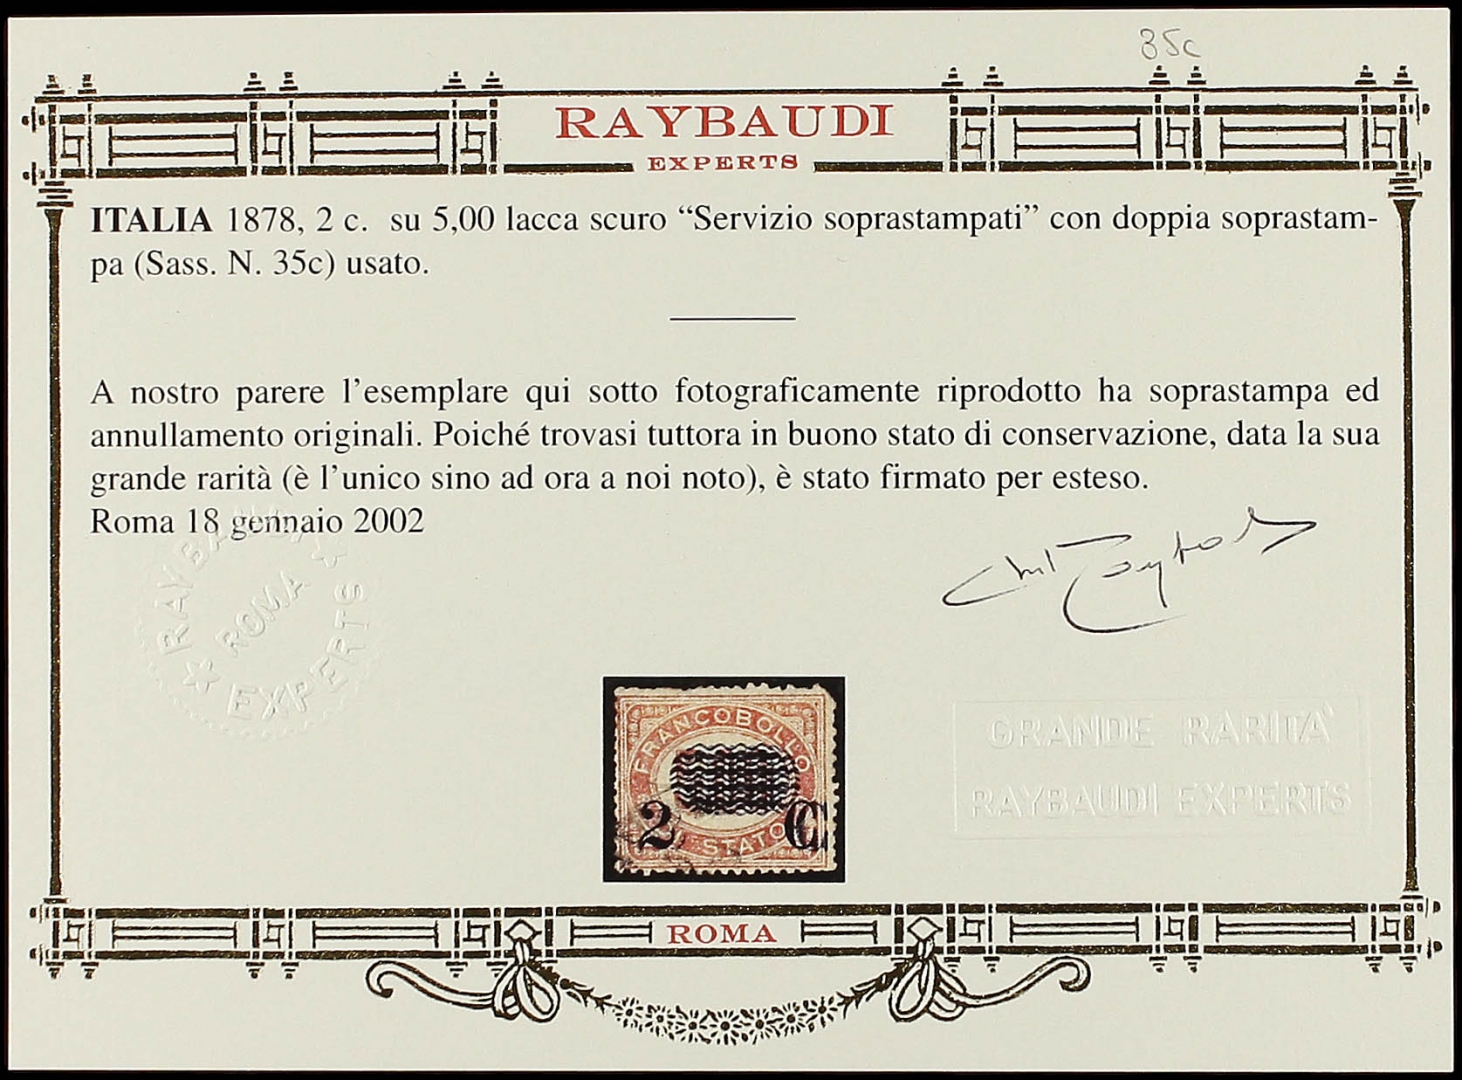 35c
RAYBAUDI
EXPERTS
ITALIA 1878, 2 c. su 5,00 lacca scuro “Servizio soprastampati” con doppia soprastam-
pa (Sass. N. 35c) usato.
A nostro parere l’esemplare qui sotto fotograficamente riprodotto ha soprastampa ed
annullamento originali. Poiché trovasi tuttora in buono stato di conservazione, data la sua
grande rarità (è l’unico sino ad ora a noi noto), è stato firmato per esteso.
Roma 18 gennaio 2002
RAYBAUDI
ROMA
EXPERTS
FRANCOBOLLO
2 C
STATO
GRANDE RARITA'
RAYBAUDI EXPERTS
ROMA